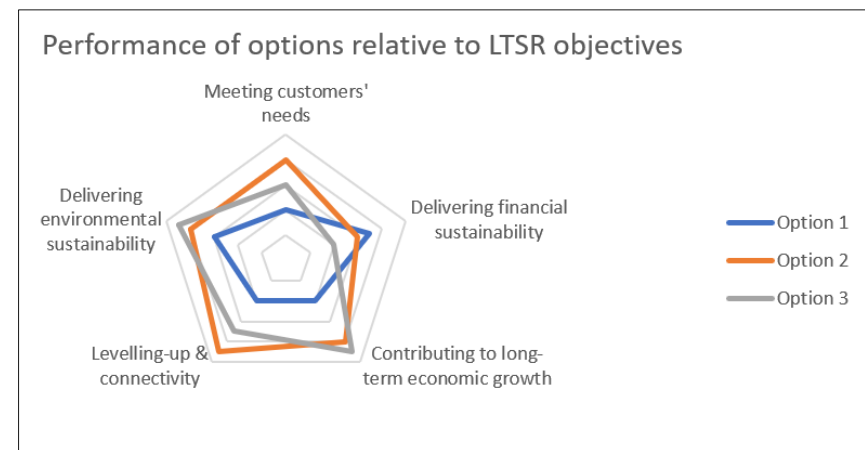 Performance of options relative to LTSR objectives
Meeting customers'
needs
Delivering financial
sustainability
Contributing to long-
term economic growth
Levelling-up &
connectivity
Delivering
environmental
sustainability
Option 1
Option 2
Option 3